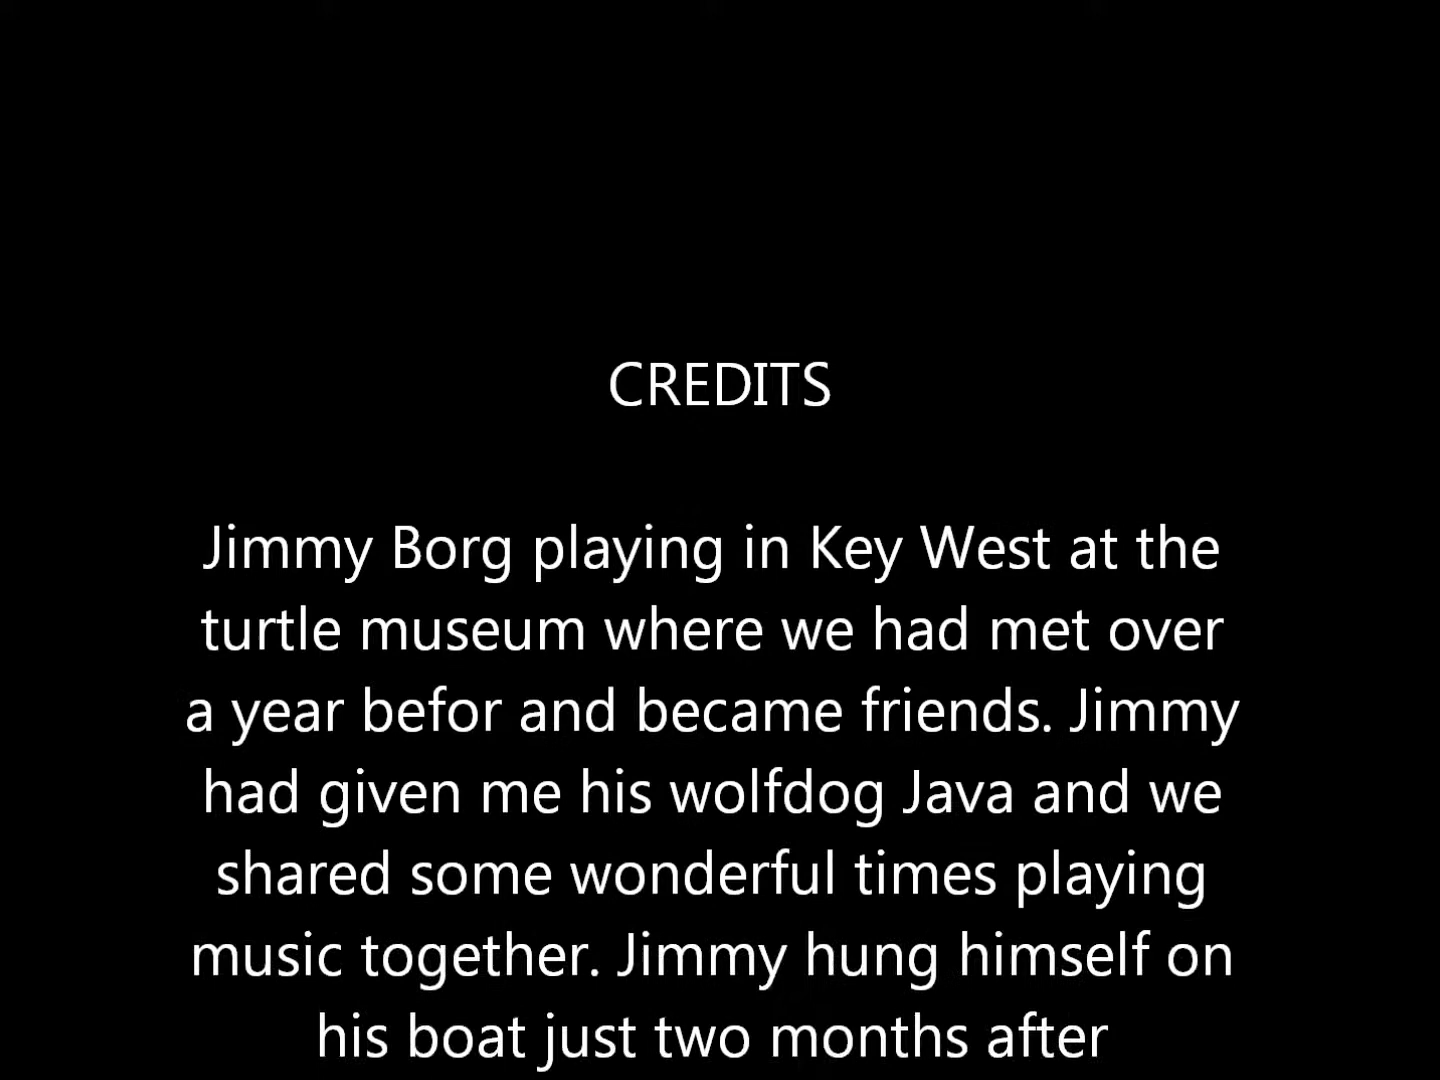 CREDITS
Jimmy Borg playing in Key West at the
turtle museum where we had met over
a year befor and became friends. Jimmy
had given me his wolfdog Java and we
shared some wonderful times playing
music together. Jimmy hung himself on
his boat just two months after